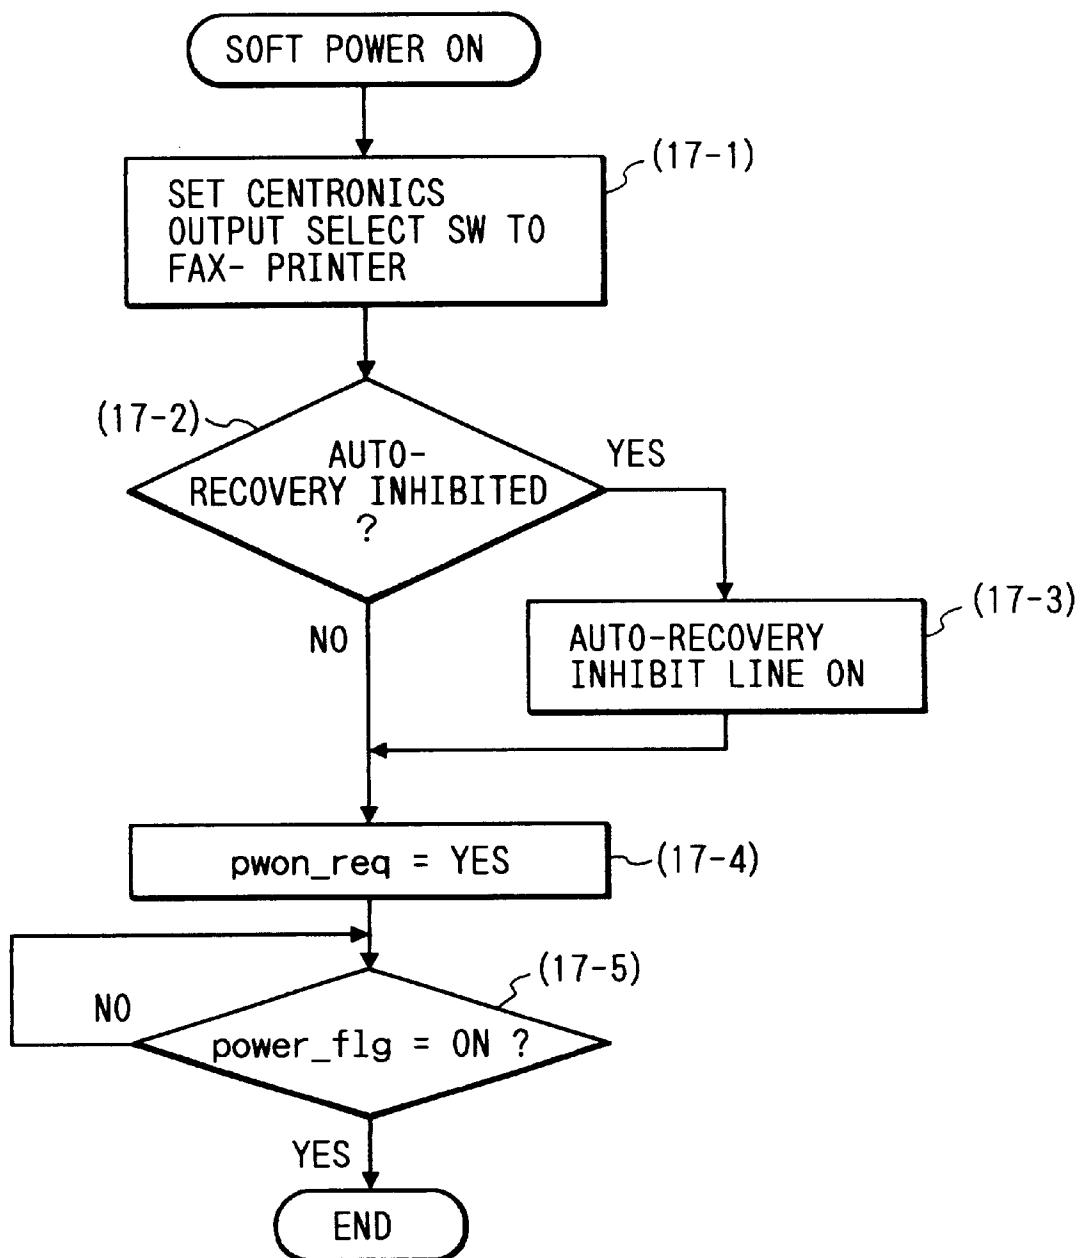 SOFT POWER ON
(17-1)
SET CENTRONICS
OUTPUT SELECT SW TO
FAX- PRINTER
(17-2)
AUTO-
RECOVERY INHIBITED
?
YES
NO
(17-3)
AUTO-RECOVERY
INHIBIT LINE ON
pwon_req = YES
(17-4)
(17-5)
NO
power_flg = ON ?
YES
END